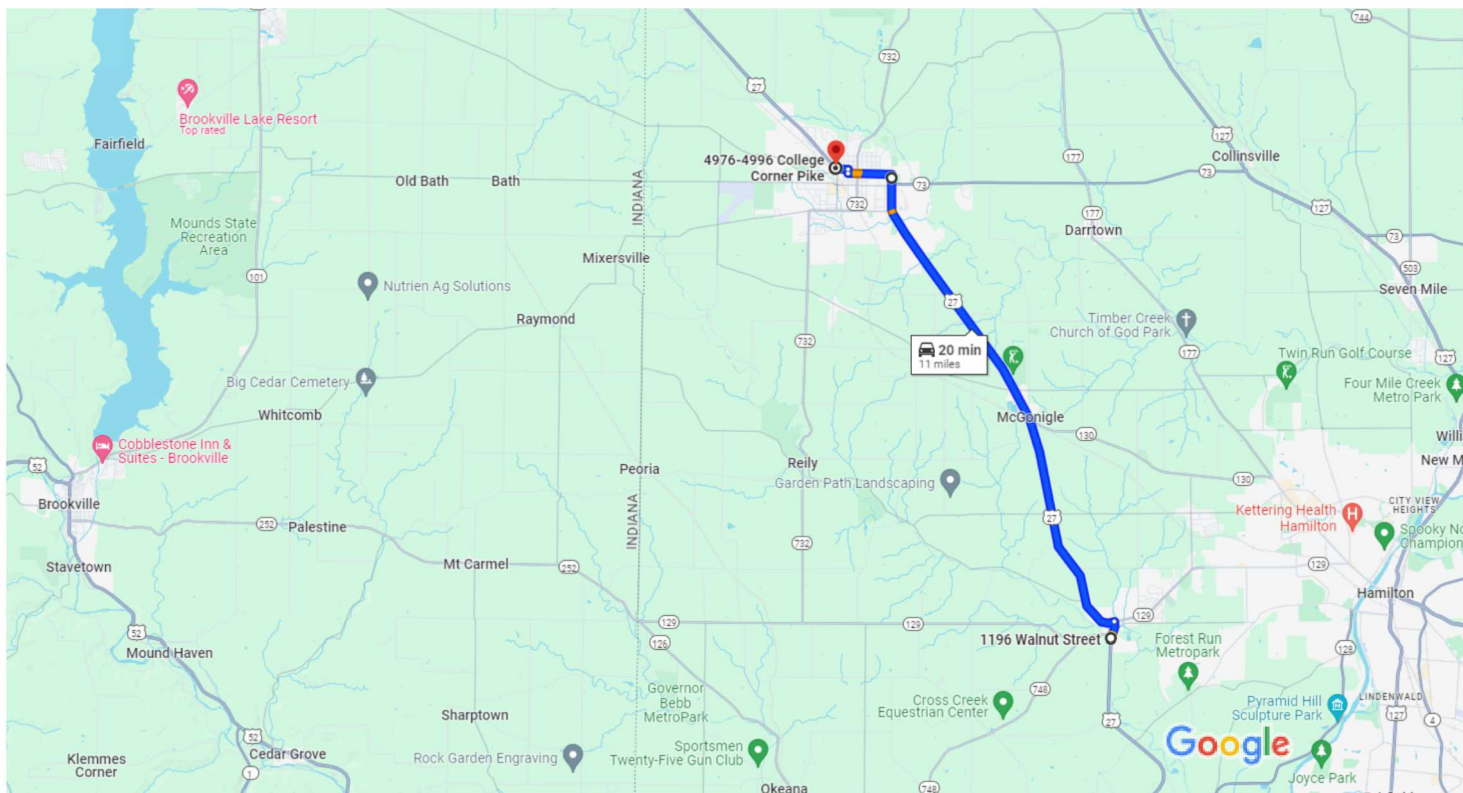 744
732
27
Brookville Lake Resort
Top rated
127
Fairfield
177
Collinsville
4976-4996 College
Corner Pike
Old Bath
Bath
73
73
INDIANA
732
177
127
Mounds State
Recreation
Area
Darrtown
73
Mixersville
101
503
Nutrien Ag Solutions
Seven Mile
27
Raymond
Timber Creek
Church of God Park
732
177
20 min
11 miles
Twin Run Golf Course
127
Big Cedar Cemetery
Four Mile Creek
Metro Park
Whitcomb
McGonigle
130
Cobblestone Inn &
Suites - Brookville
Willi
New M
52
Peoria
Reily
Garden Path Landscaping
130
Brookville
CITY VIEW
HEIGHTS
Kettering Health
Hamilton
252
Palestine
INDIANA
27
Spooky No
Champion
732
Stavetown
Mt Carmel
252
129
Hamilton
129
129
129
52
126
1196 Walnut Street
Forest Run
Metropark
Mound Haven
128
Governor
Bebb
MetroPark
748
Cross Creek
Equestrian Center
LINDENWALD
Pyramid Hill
Sculpture Park
Sharptown
27
127
4
52
Cedar Grove
Rock Garden Engraving
Sportsmen
Twenty-Five Gun Club
Google
Klemmes
Corner
1
Joyce Park
Okeana
748